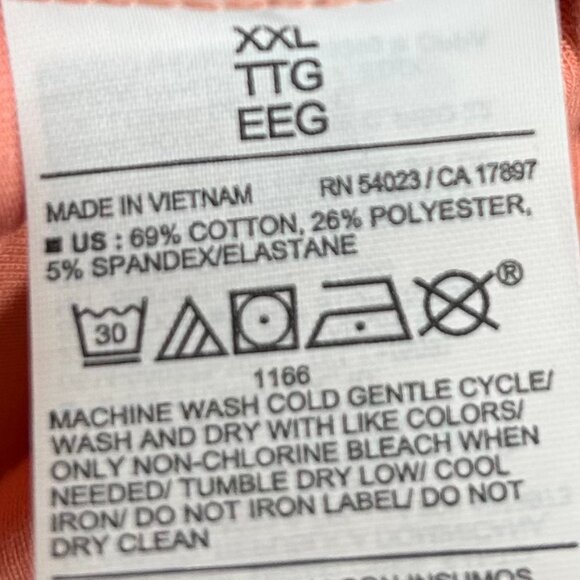 XXL
TTG
EEG
MADE IN VIETNAM RN 54023 / CA 17897
US : 69% COTTON, 26% POLYESTER,
5% SPANDEX/ELASTANE
30
®
1166
MACHINE WASH COLD GENTLE CYCLE/
WASH AND DRY WITH LIKE COLORS/
ONLY NON-CHLORINE BLEACH WHEN
NEEDED/ TUMBLE DRY LOW/ COOL
IRON/ DO NOT IRON LABEL/ DO NOT
DRY CLEAN
INSUMOS